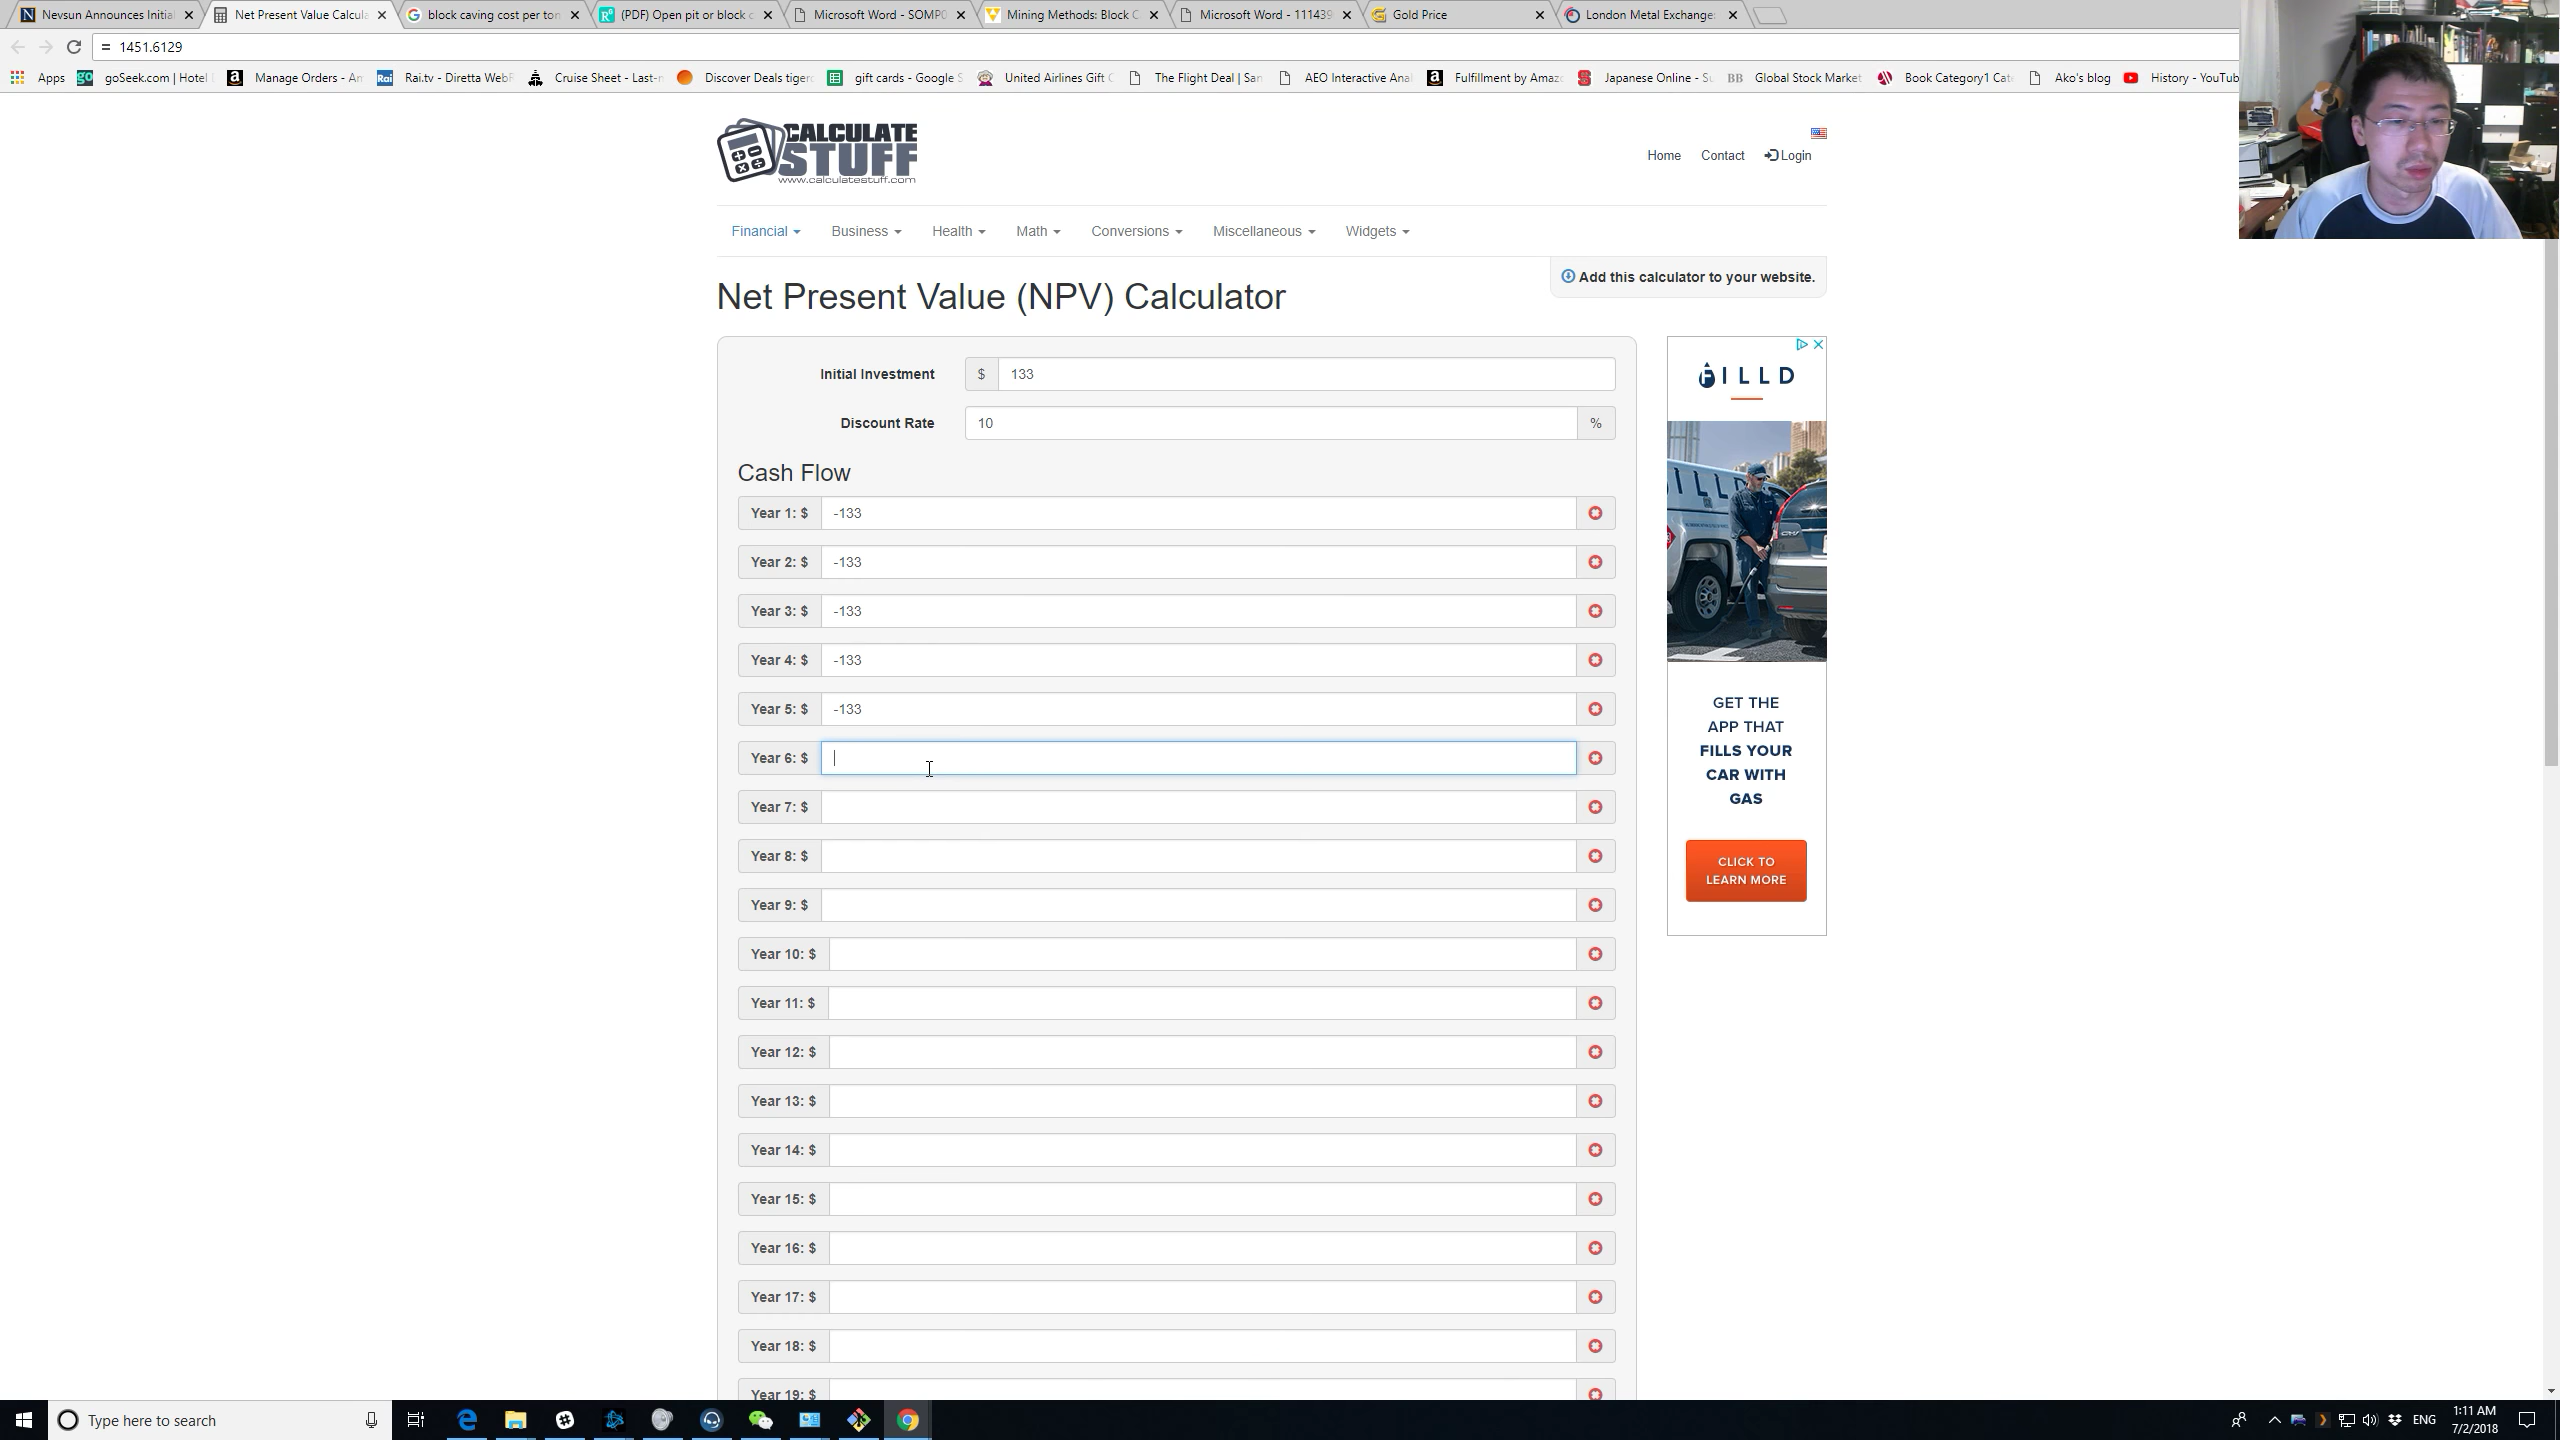 Nevsun Announces Initial
Net Present Value Calcula
block caving cost per ton
(PDF) Open pit or block c
Microsoft Word - SOMP0
Mining Methods: Block C
Microsoft Word - 111439
Gold Price
London Metal Exchange:
= 1451.6129
Apps
goSeek.com | Hotel
Manage Orders - Am
Rai.tv - Diretta WebR
Cruise Sheet - Last-m
Discover Deals tigero
gift cards - Google S
United Airlines Gift C
The Flight Deal | San
AEO Interactive Anal
Fulfillment by Amazo
Japanese Online - Su
Global Stock Market
Book Category1 Cat
Ako's blog
History - YouTub
CALCULATE
STUFF
www.calculatestuff.com
Home Contact Login
Financial Business Health Math Conversions Miscellaneous Widgets
Add this calculator to your website.
Net Present Value (NPV) Calculator
Initial Investment $ 133
Discount Rate 10 %
Cash Flow
Year 1: $ -133
Year 2: $ -133
Year 3: $ -133
Year 4: $ -133
Year 5: $ -133
Year 6: $
Year 7: $
Year 8: $
Year 9: $
Year 10: $
Year 11: $
Year 12: $
Year 13: $
Year 14: $
Year 15: $
Year 16: $
Year 17: $
Year 18: $
Year 19: $
FILLD
GET THE
APP THAT
FILLS YOUR
CAR WITH
GAS
CLICK TO
LEARN MORE
Type here to search
ENG
1:11 AM
7/2/2018